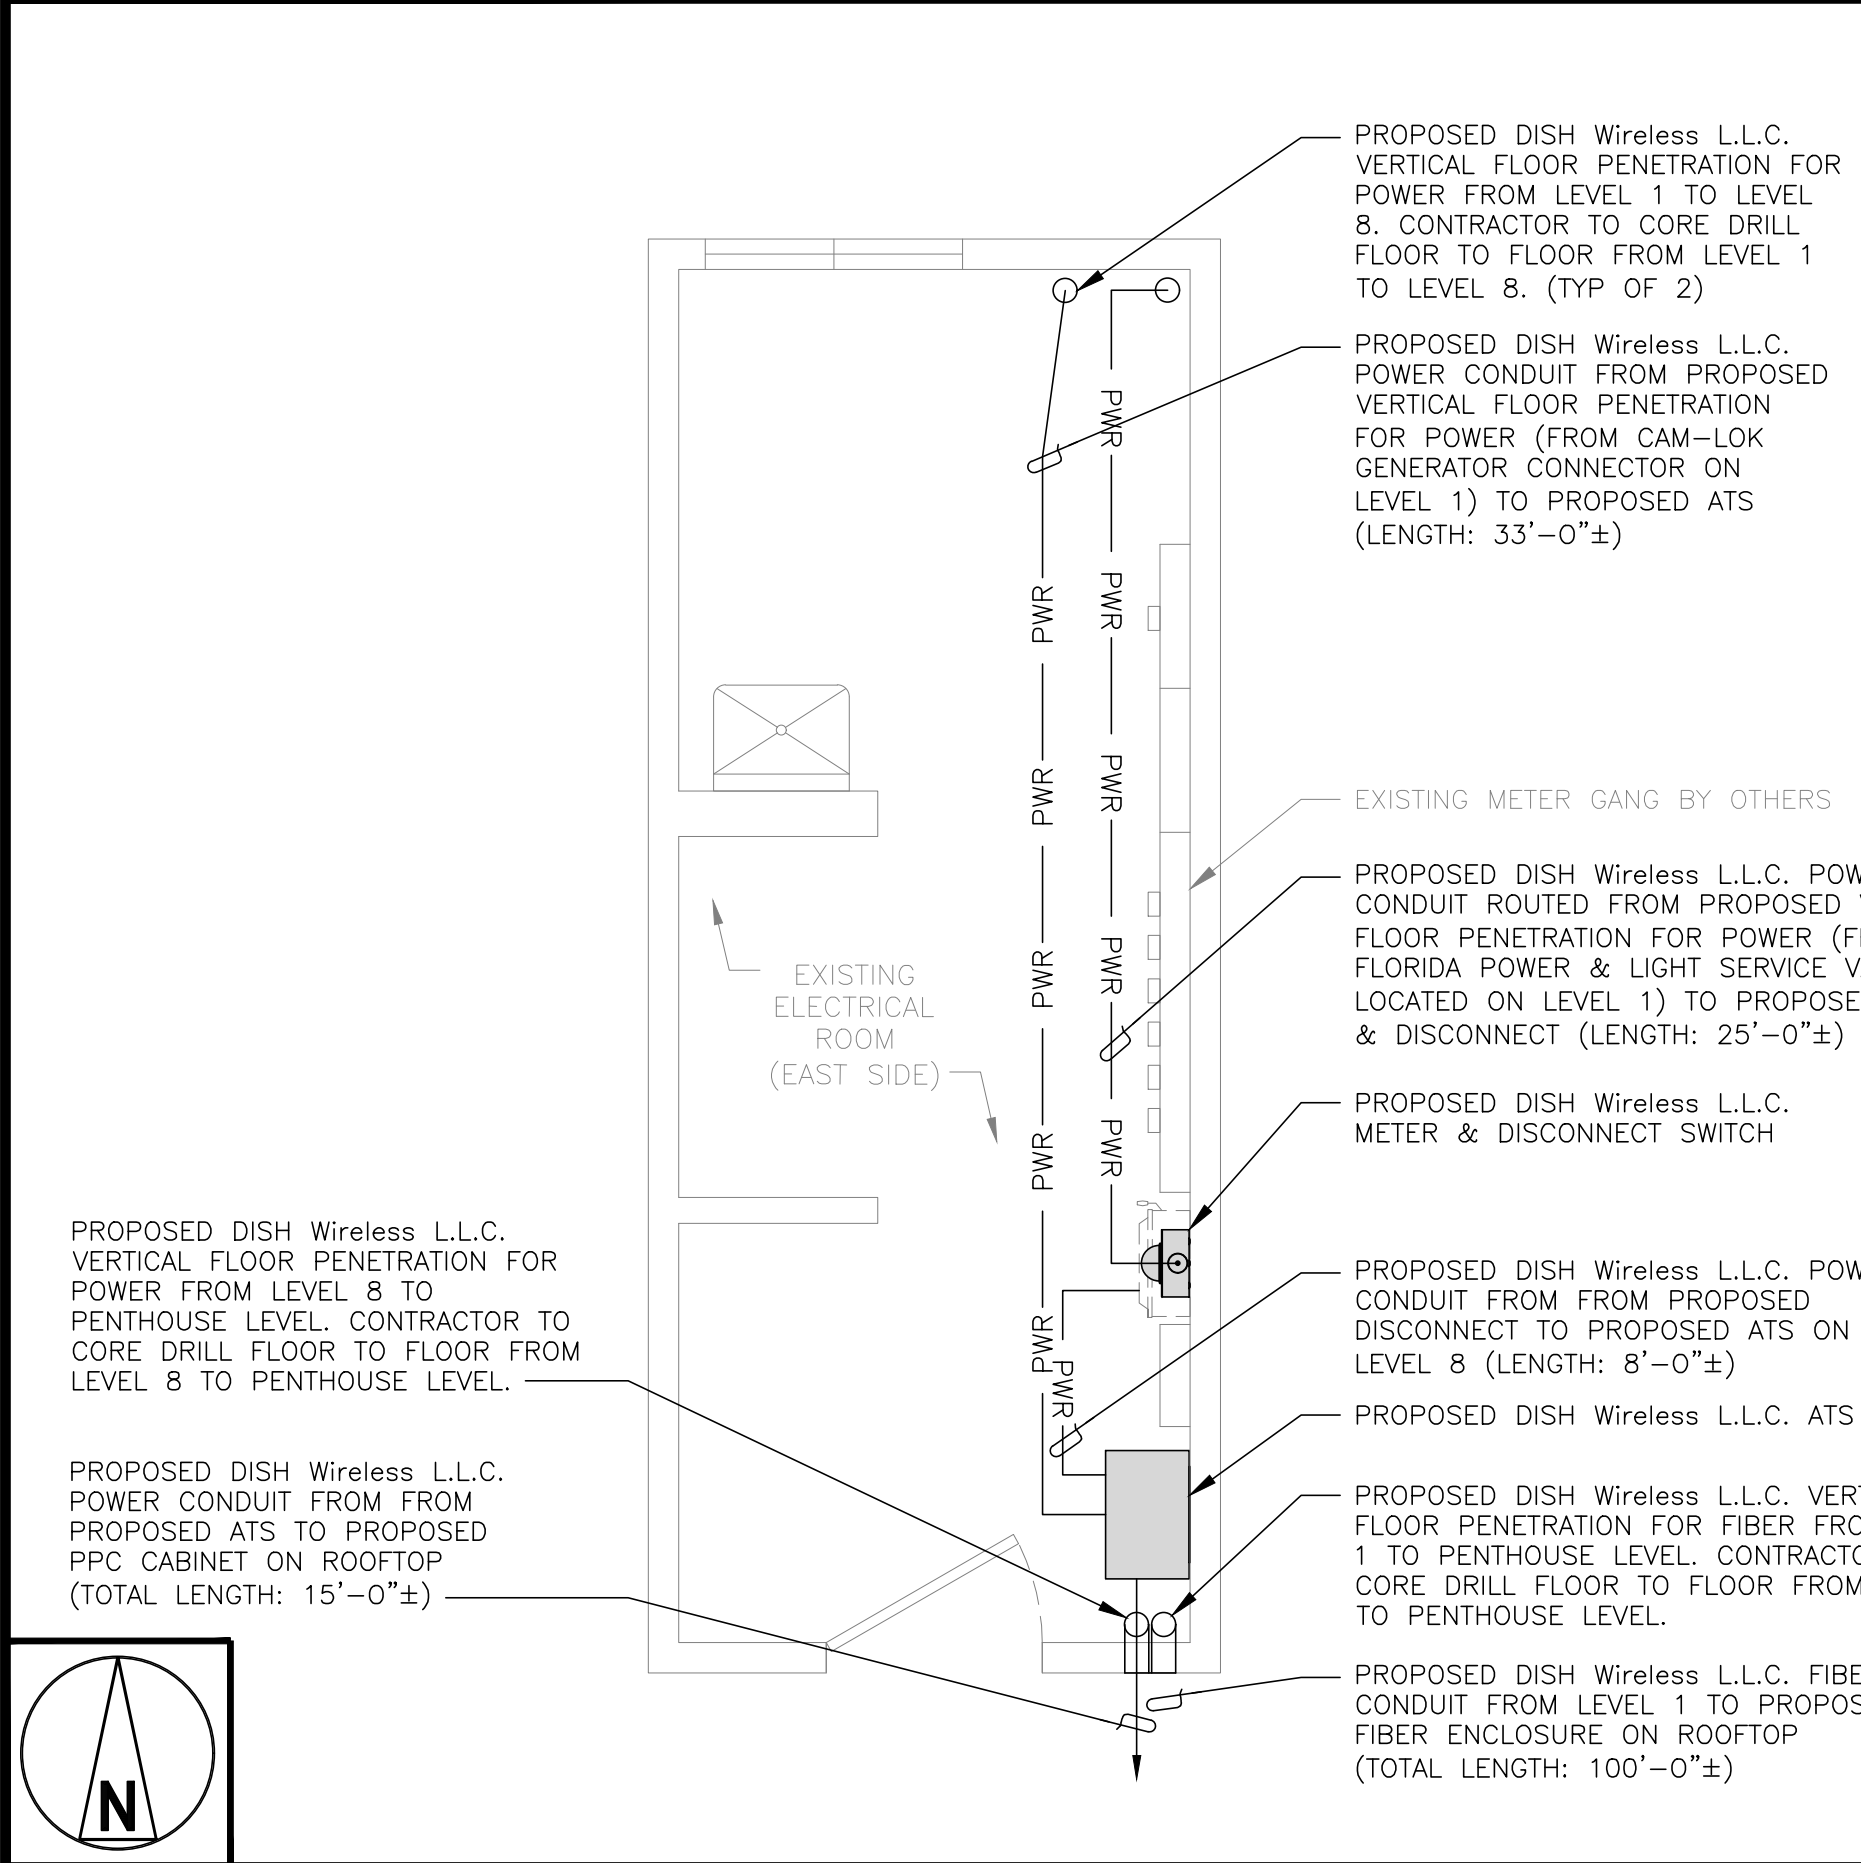 PROPOSED DISH Wireless L.L.C.
VERTICAL FLOOR PENETRATION FOR
POWER FROM LEVEL 1 TO LEVEL
8. CONTRACTOR TO CORE DRILL
FLOOR TO FLOOR FROM LEVEL 1
TO LEVEL 8. (TYP OF 2)
PROPOSED DISH Wireless L.L.C.
POWER CONDUIT FROM PROPOSED
VERTICAL FLOOR PENETRATION
FOR POWER (FROM CAM-LOK
GENERATOR CONNECTOR ON
LEVEL 1) TO PROPOSED ATS
(LENGTH: 33'-0"±)
EXISTING METER GANG BY OTHERS
PROPOSED DISH Wireless L.L.C.
CONDUIT ROUTED FROM PROPOSED
FLOOR PENETRATION FOR POWER
FLORIDA POWER & LIGHT SERVICE
LOCATED ON LEVEL 1) TO
& DISCONNECT (LENGTH: 25'-0"±)
PROPOSED DISH Wireless L.L.C.
METER & DISCONNECT SWITCH
PROPOSED DISH Wireless L.L.C.
CONDUIT FROM FROM PROPOSED
DISCONNECT TO PROPOSED ATS ON
LEVEL 8 (LENGTH: 8'-0"±)
PROPOSED DISH Wireless L.L.C. ATS
PROPOSED DISH Wireless L.L.C.
FLOOR PENETRATION FOR FIBER
1 TO PENTHOUSE LEVEL.
CORE DRILL FLOOR TO FLOOR FROM
TO PENTHOUSE LEVEL.
PROPOSED DISH Wireless L.L.C.
CONDUIT FROM LEVEL 1 TO
FIBER ENCLOSURE ON ROOFTOP
(TOTAL LENGTH: 100'-0"±)
EXISTING
ELECTRICAL
ROOM
(EAST SIDE)
PWR
PWR
PWR
PWR
PWR
PWR
PWR
PWR
PWR
PWR
PWR
PROPOSED DISH Wireless L.L.C.
VERTICAL FLOOR PENETRATION FOR
POWER FROM LEVEL 8 TO
PENTHOUSE LEVEL. CONTRACTOR TO
CORE DRILL FLOOR TO FLOOR FROM
LEVEL 8 TO PENTHOUSE LEVEL.
PROPOSED DISH Wireless L.L.C.
POWER CONDUIT FROM FROM
PROPOSED ATS TO PROPOSED
PPC CABINET ON ROOFTOP
(TOTAL LENGTH: 15'-0"±)
N